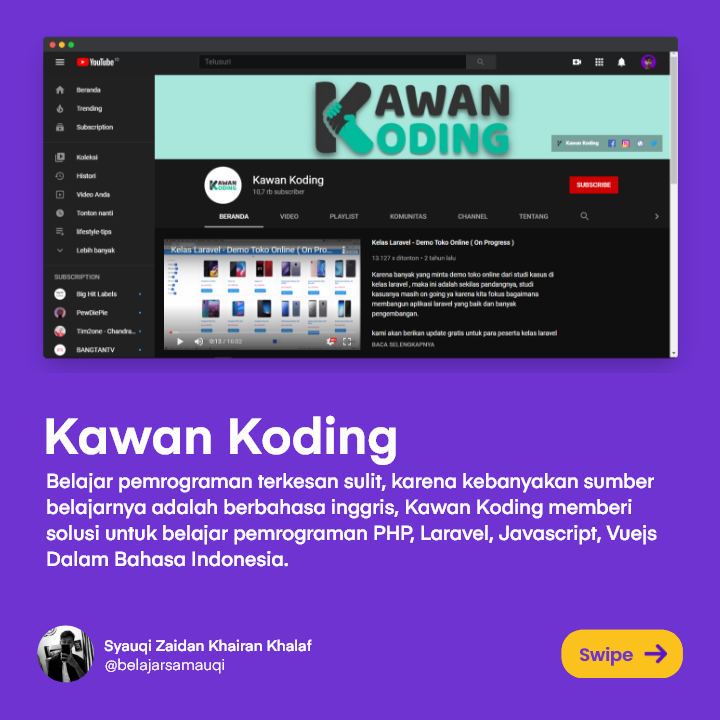 YouTube ID
Telusuri
Beranda
Trending
Subscription
Koleksi
Histori
Video Anda
Tonton nanti
lifestyle-tips
Lebih banyak
SUBSCRIPTION
Big Hit Labels
PewDiePie
Tim2one - Chandra...
BANGTANTV
KAWAN
KODING
Kawan Koding
KAWAN
KODING
Kawan Koding
10,7 rb subscriber
SUBSCRIBE
BERANDA
VIDEO
PLAYLIST
KOMUNITAS
CHANNEL
TENTANG
Kelas Laravel - Demo Toko Online ( On Pro...
0:13 / 16:02
Kelas Laravel - Demo Toko Online ( On Progress )
13.127 x ditonton • 2 tahun lalu
Karena banyak yang minta demo toko online dari studi kasus di
kelas laravel , maka ini adalah sekilas pandangnya, studi
kasusnya masih on going ya karena kita fokus bagaimana
membangun aplikasi laravel yang baik dan banyak
pengembangan.
kami akan berikan update gratis untuk para peserta kelas laravel
BACA SELENGKAPNYA
Kawan Koding
Belajar pemrograman terkesan sulit, karena kebanyakan sumber
belajarnya adalah berbahasa inggris, Kawan Koding memberi
solusi untuk belajar pemrograman PHP, Laravel, Javascript, Vuejs
Dalam Bahasa Indonesia.
Syauqi Zaidan Khairan Khalaf
@belajarsamauqi
Swipe